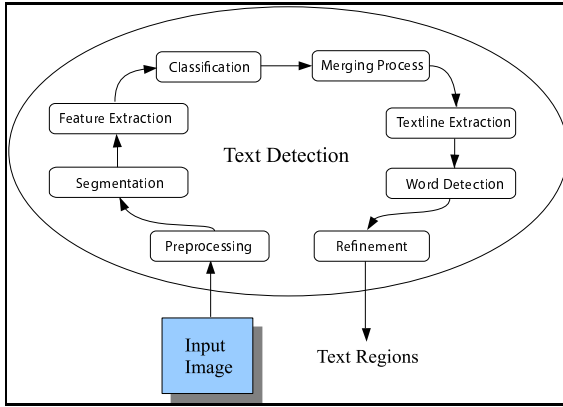 Classification
Merging Process
Feature Extraction
Textline Extraction
Text Detection
Segmentation
Word Detection
Preprocessing
Refinement
Input
Image
Text Regions